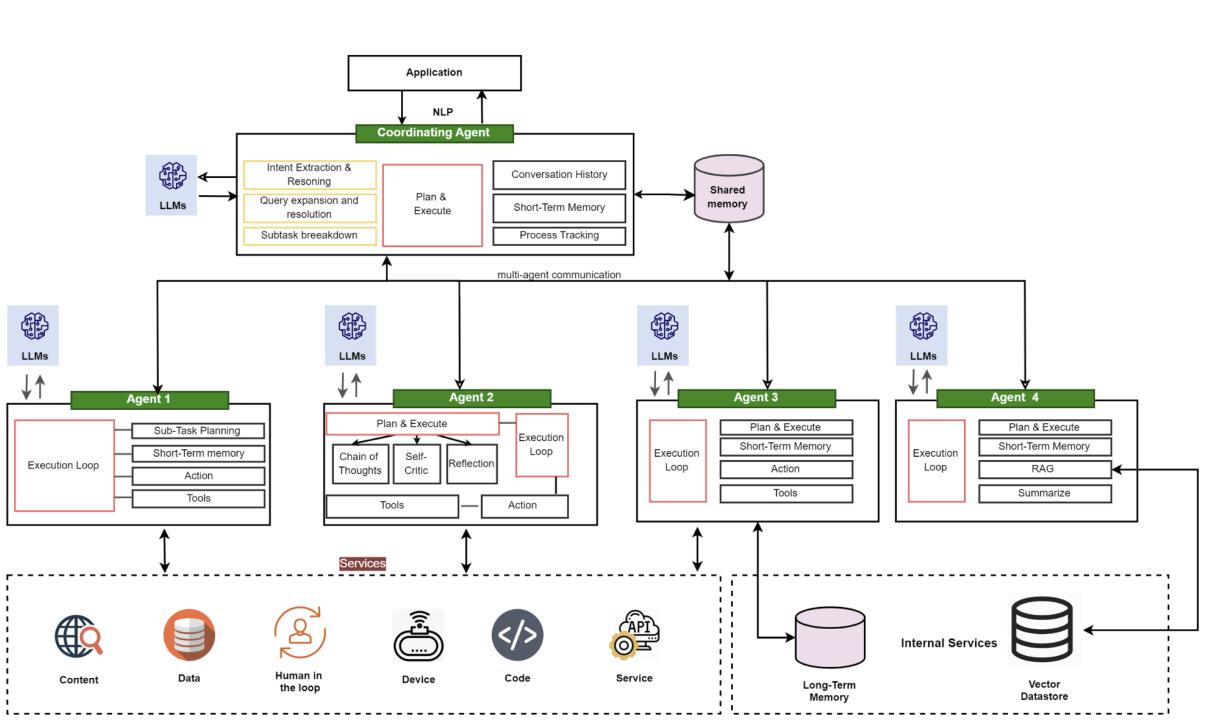 Application
NLP
Coordinating Agent
LLMs
Intent Extraction &
Resoning
Query expansion and
resolution
Subtask breeakdown
Plan &
Execute
Conversation History
Short-Term Memory
Process Tracking
Shared
memory
multi-agent communication
LLMs
Agent 1
Execution Loop
Sub-Task Planning
Short-Term memory
Action
Tools
LLMs
Agent 2
Plan & Execute
Execution
Loop
Chain of
Thoughts
Self-
Critic
Reflection
Tools
Action
LLMs
Agent 3
Execution
Loop
Plan & Execute
Short-Term Memory
Action
Tools
LLMs
Agent 4
Execution
Loop
Plan & Execute
Short-Term Memory
RAG
Summarize
Services
Content
Data
Human in
the loop
Device
Code
API
Service
Long-Term
Memory
Internal Services
Vector
Datastore